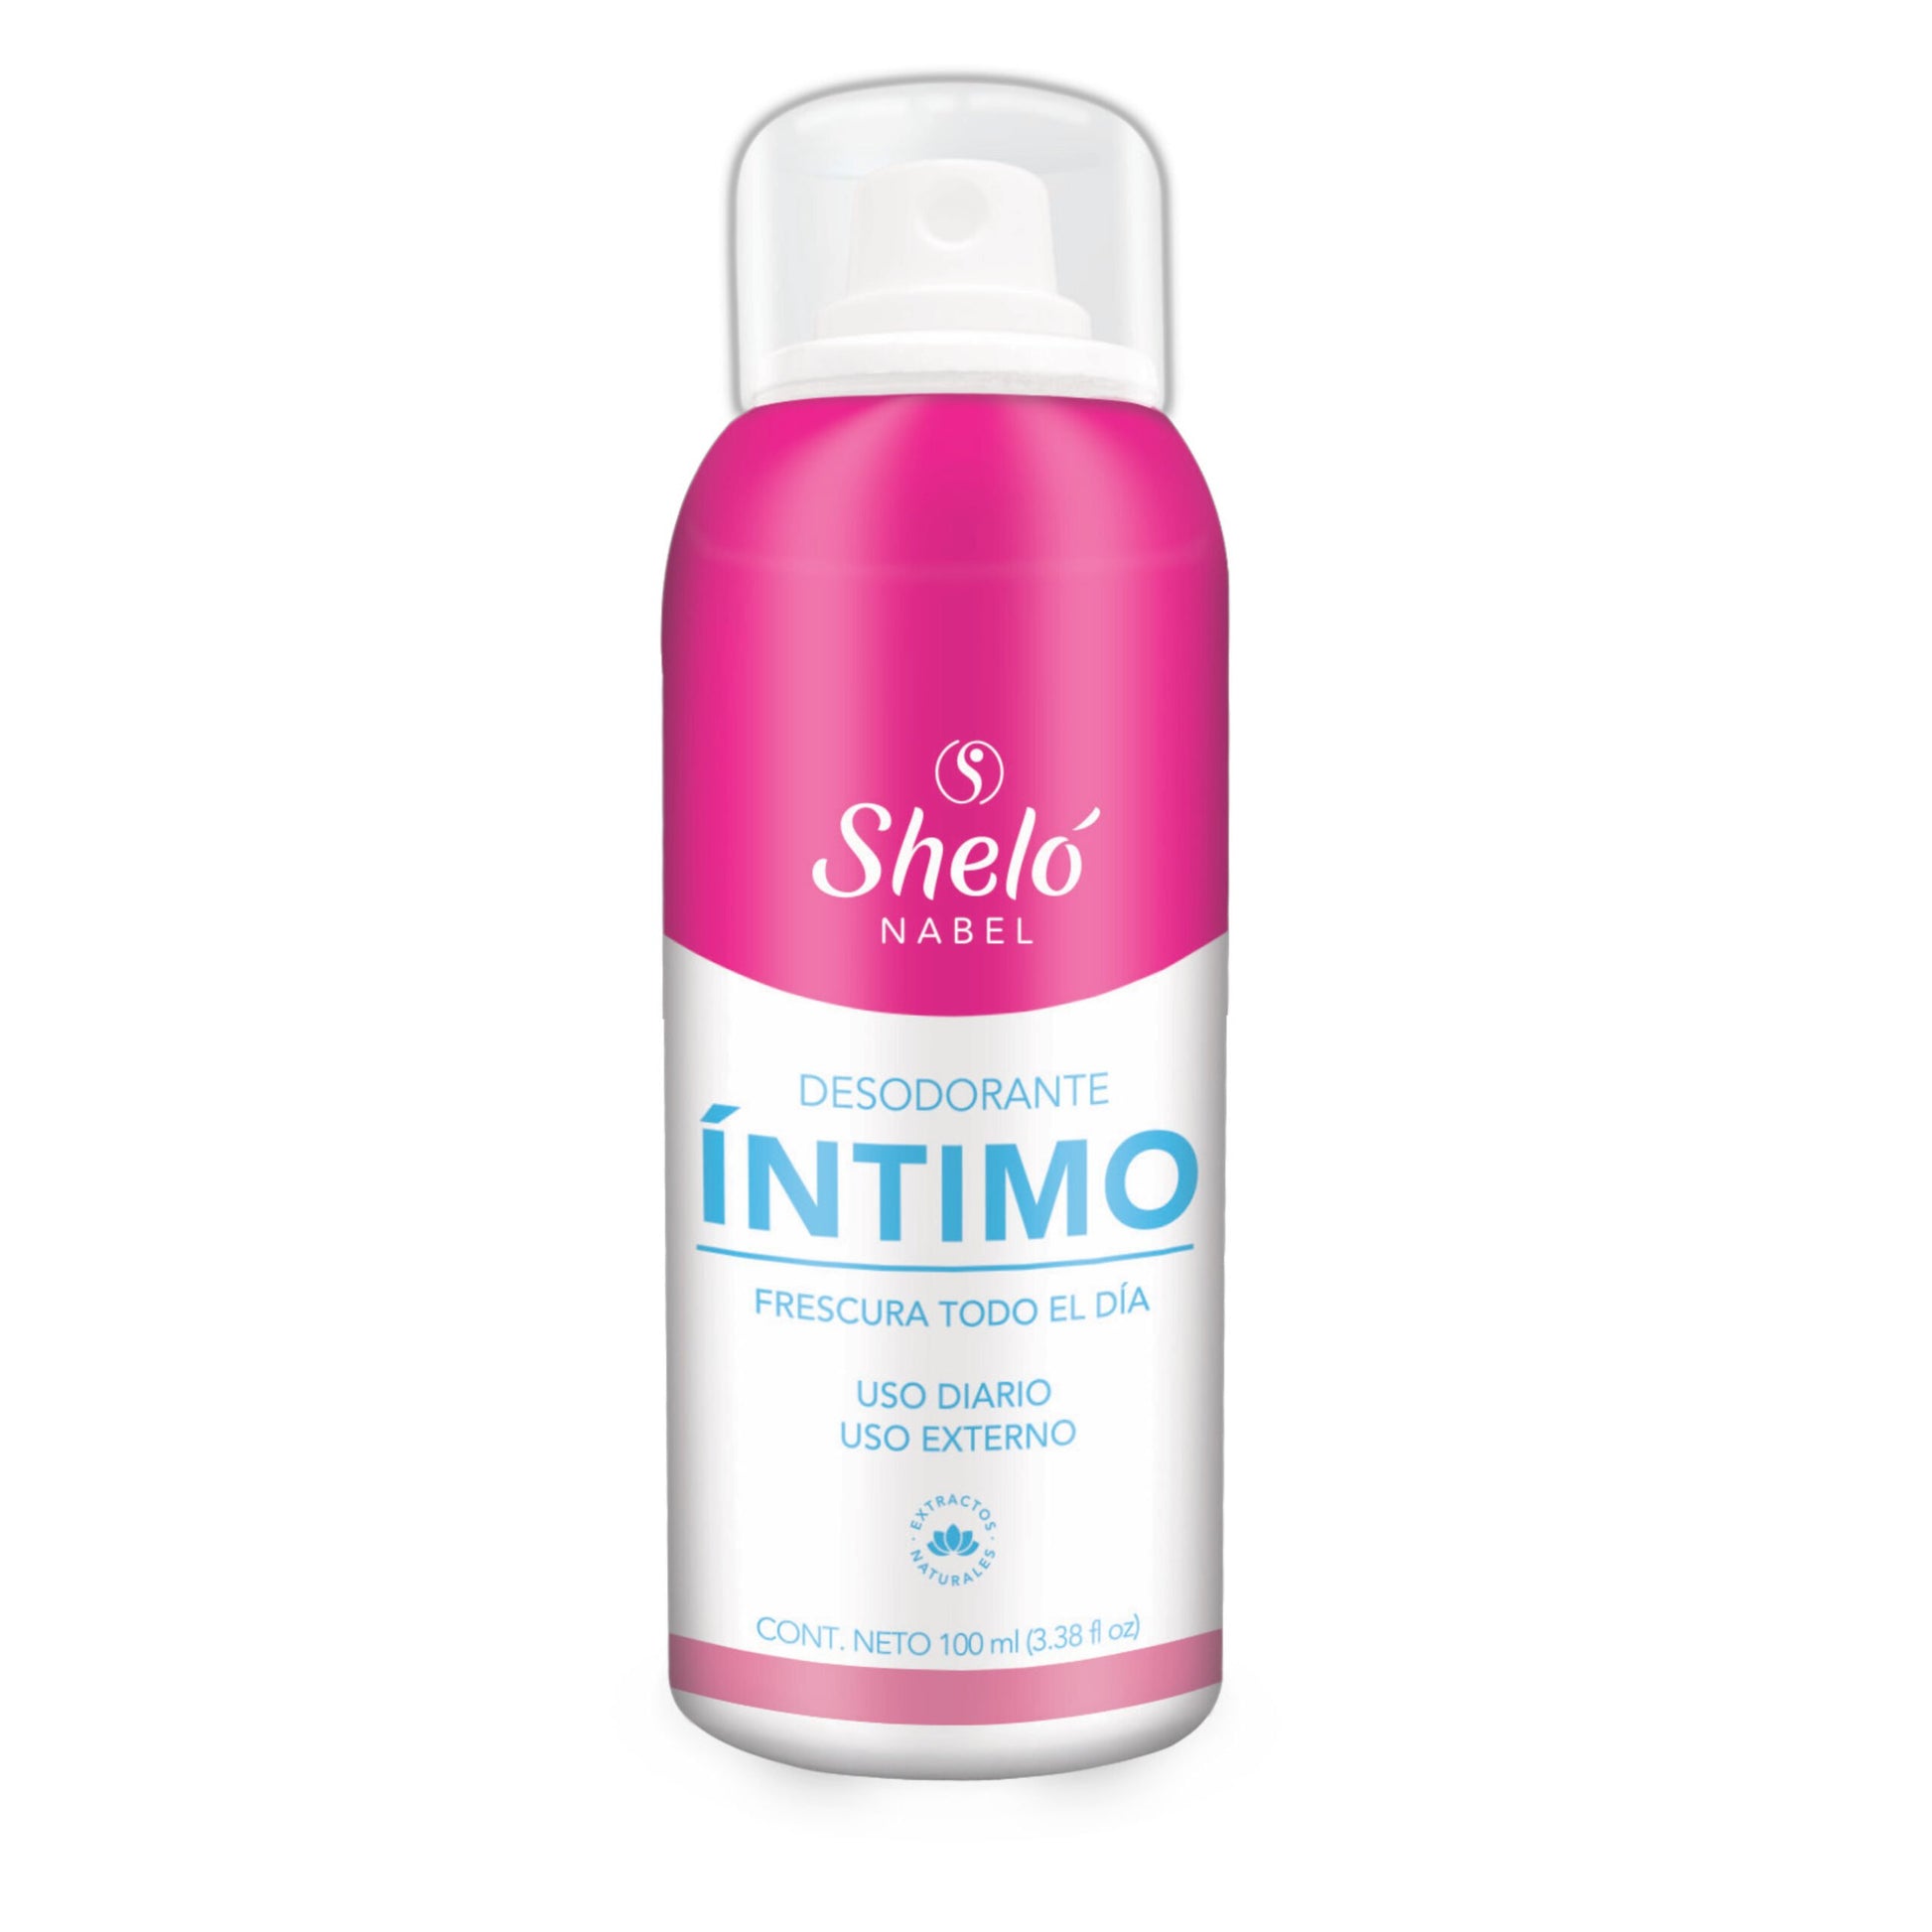 Sheló
NABEL
DESODORANTE
ÍNTIMO
FRESCURA TODO EL DÍA
USO DIARIO
USO EXTERNO
EXTRACTOS
NATURALES
CONT. NETO 100 ml (3.38 fl oz)